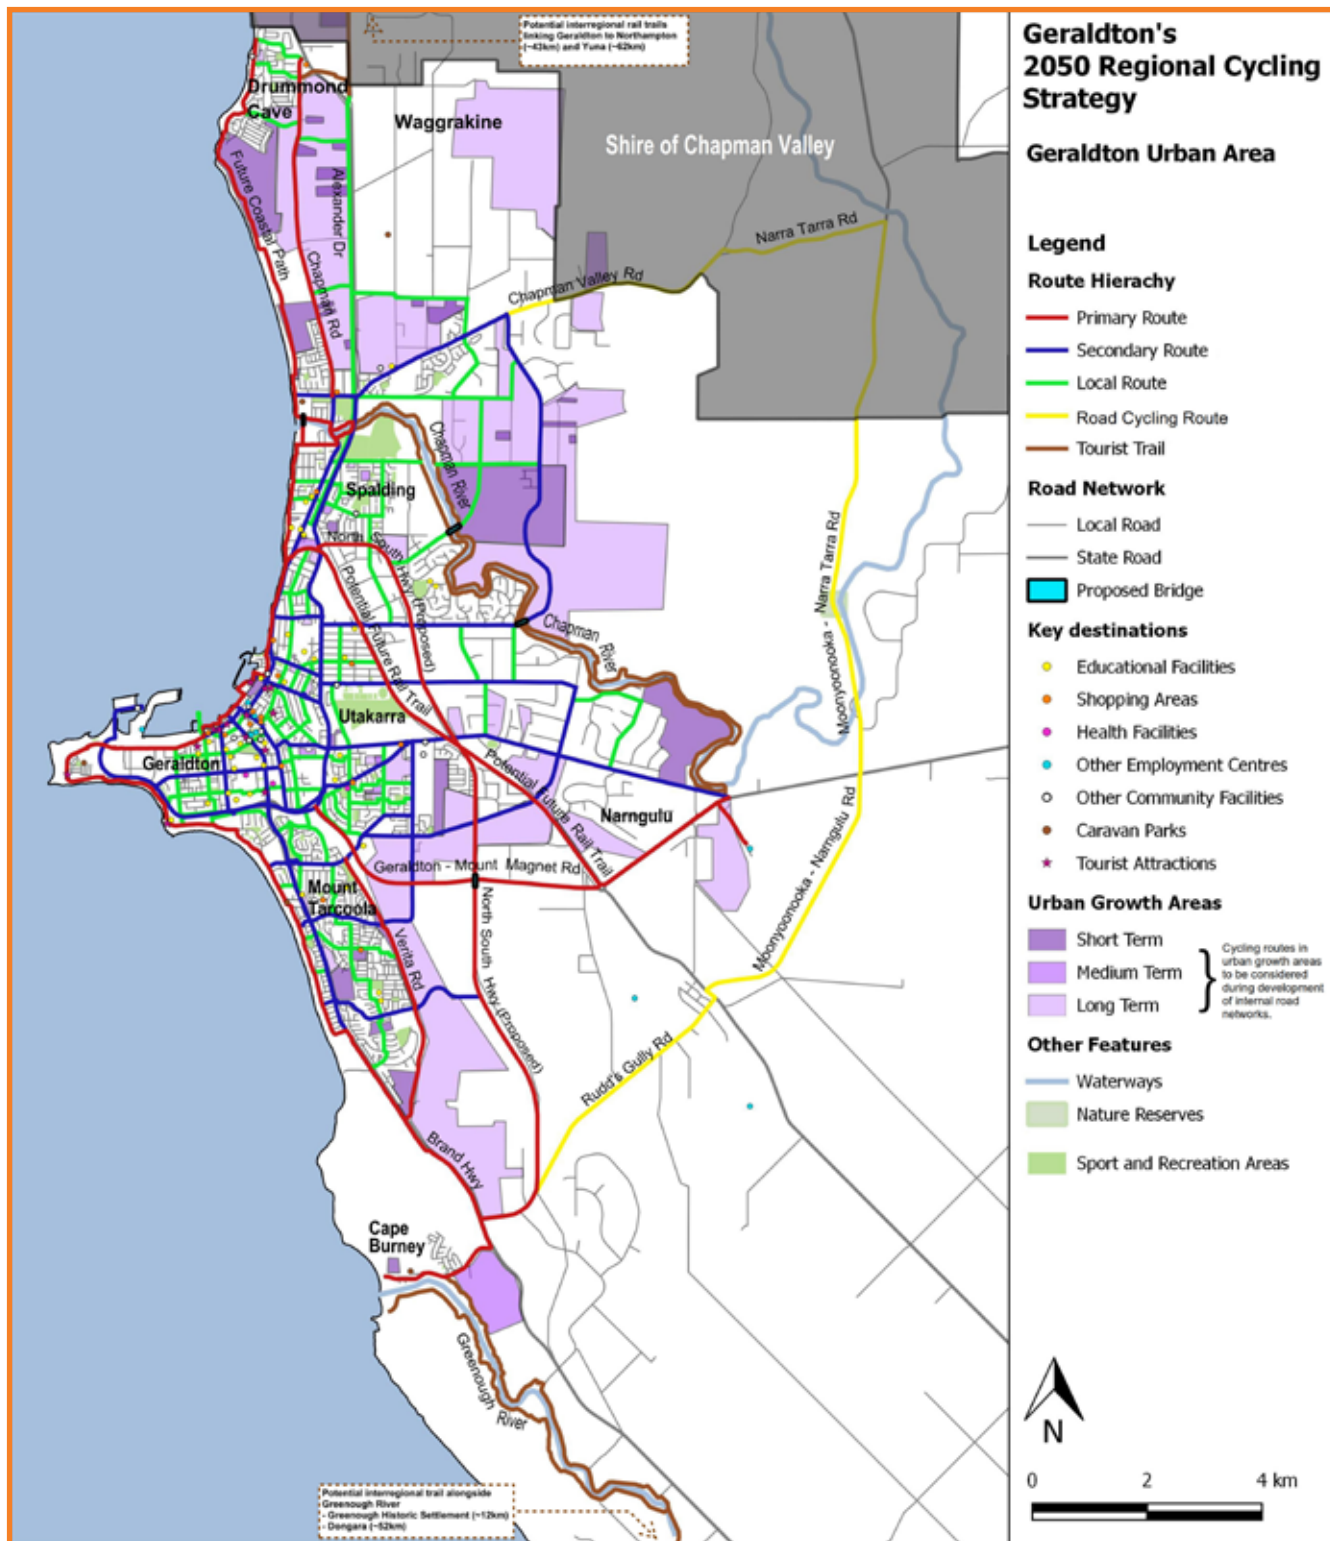 Potential interregional rail trails
linking Geraldton to Northampton
(~43km) and Yuna (~62km)
Geraldton's
2050 Regional Cycling
Strategy
Geraldton Urban Area
Drummond
Cave
Waggrakine
Shire of Chapman Valley
Future Coastal Path
Alexander Dr
Chapman Rd
Narra Tarra Rd
Chapman Valley Rd
Chapman River
Spalding
North South Hwy (Proposed)
Potential Future Rail Trail
Moonyoonooka - Narra Tarra Rd
Chapman River
Utakarra
Geraldton
Potential Future Rail Trail
Narngulu
Geraldton - Mount Magnet Rd
Mount
Tarcoola
Verita Rd
North South Hwy (Proposed)
Moonyoonooka - Narngulu Rd
Rudd's Gully Rd
Brand Hwy
Cape
Burney
Greenough River
Potential interregional trail alongside
Greenough River
- Greenough Historic Settlement (~12km)
- Dongara (~52km)
Legend
Route Hierachy
Primary Route
Secondary Route
Local Route
Road Cycling Route
Tourist Trail
Road Network
Local Road
State Road
Proposed Bridge
Key destinations
Educational Facilities
Shopping Areas
Health Facilities
Other Employment Centres
Other Community Facilities
Caravan Parks
Tourist Attractions
Urban Growth Areas
Short Term
Medium Term
Long Term
}
Cycling routes in
urban growth areas
to be considered
during development
of internal road
networks.
Other Features
Waterways
Nature Reserves
Sport and Recreation Areas
N
0 2 4 km